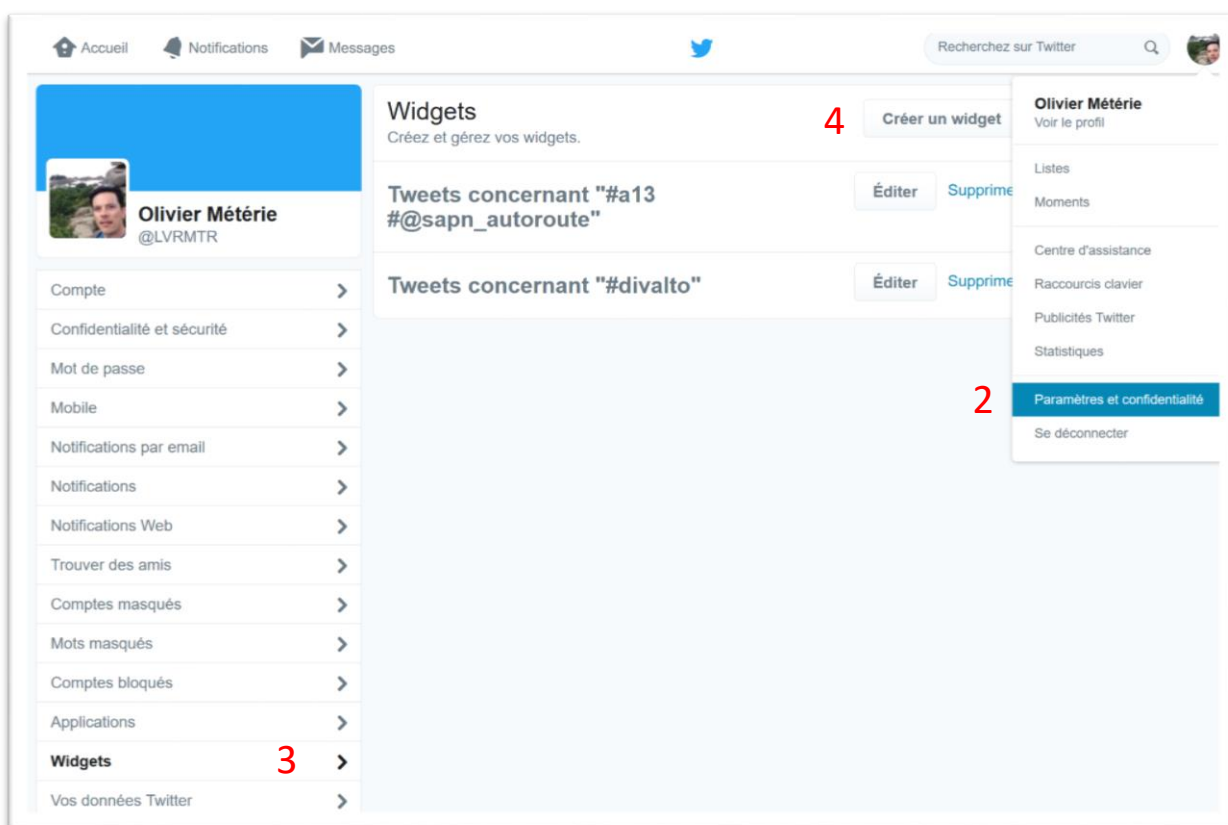 Accueil Notifications Messages Recherchez sur Twitter
Widgets
Créez et gérez vos widgets.
4 Créer un widget
Tweets concernant "#a13
#@sapn_autoroute"
Éditer Supprime
Tweets concernant "#divalto"
Éditer Supprime
Olivier Métérie
@LVRMTR
Compte
Confidentialité et sécurité
Mot de passe
Mobile
Notifications par email
Notifications
Notifications Web
Trouver des amis
Comptes masqués
Mots masqués
Comptes bloqués
Applications
Widgets 3
Vos données Twitter
Olivier Métérie
Voir le profil
Listes
Moments
Centre d'assistance
Raccourcis clavier
Publicités Twitter
Statistiques
2 Paramètres et confidentialité
Se déconnecter